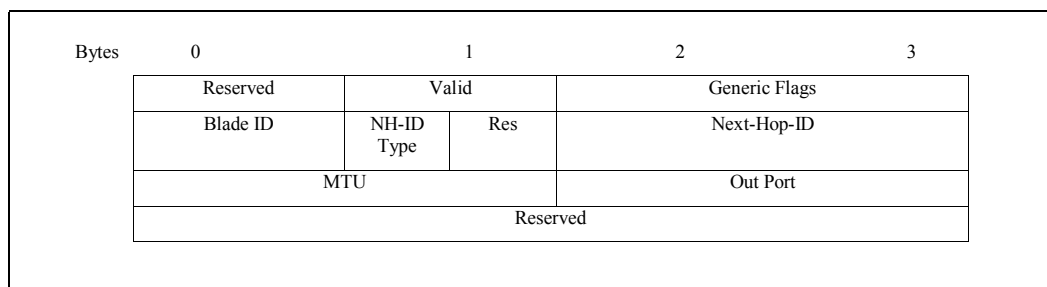 Bytes 0 1 2 3
Reserved Valid Generic Flags
Blade ID NH-ID Type Res Next-Hop-ID
MTU Out Port
Reserved